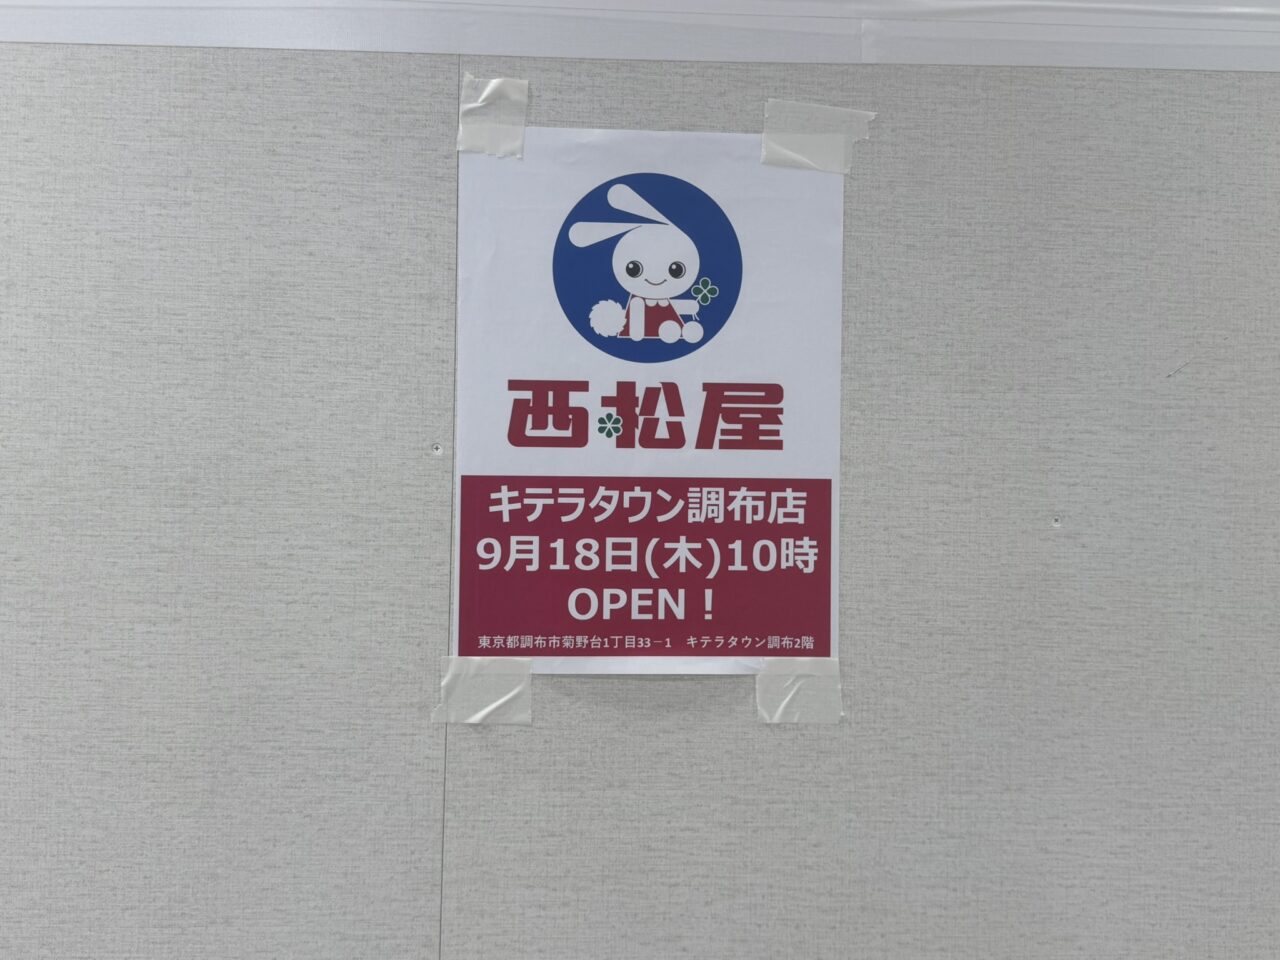 西松屋
キテラタウン調布店
9月18日(木)10時
OPEN！
東京都調布市菊野台1丁目33－1　キテラタウン調布2階